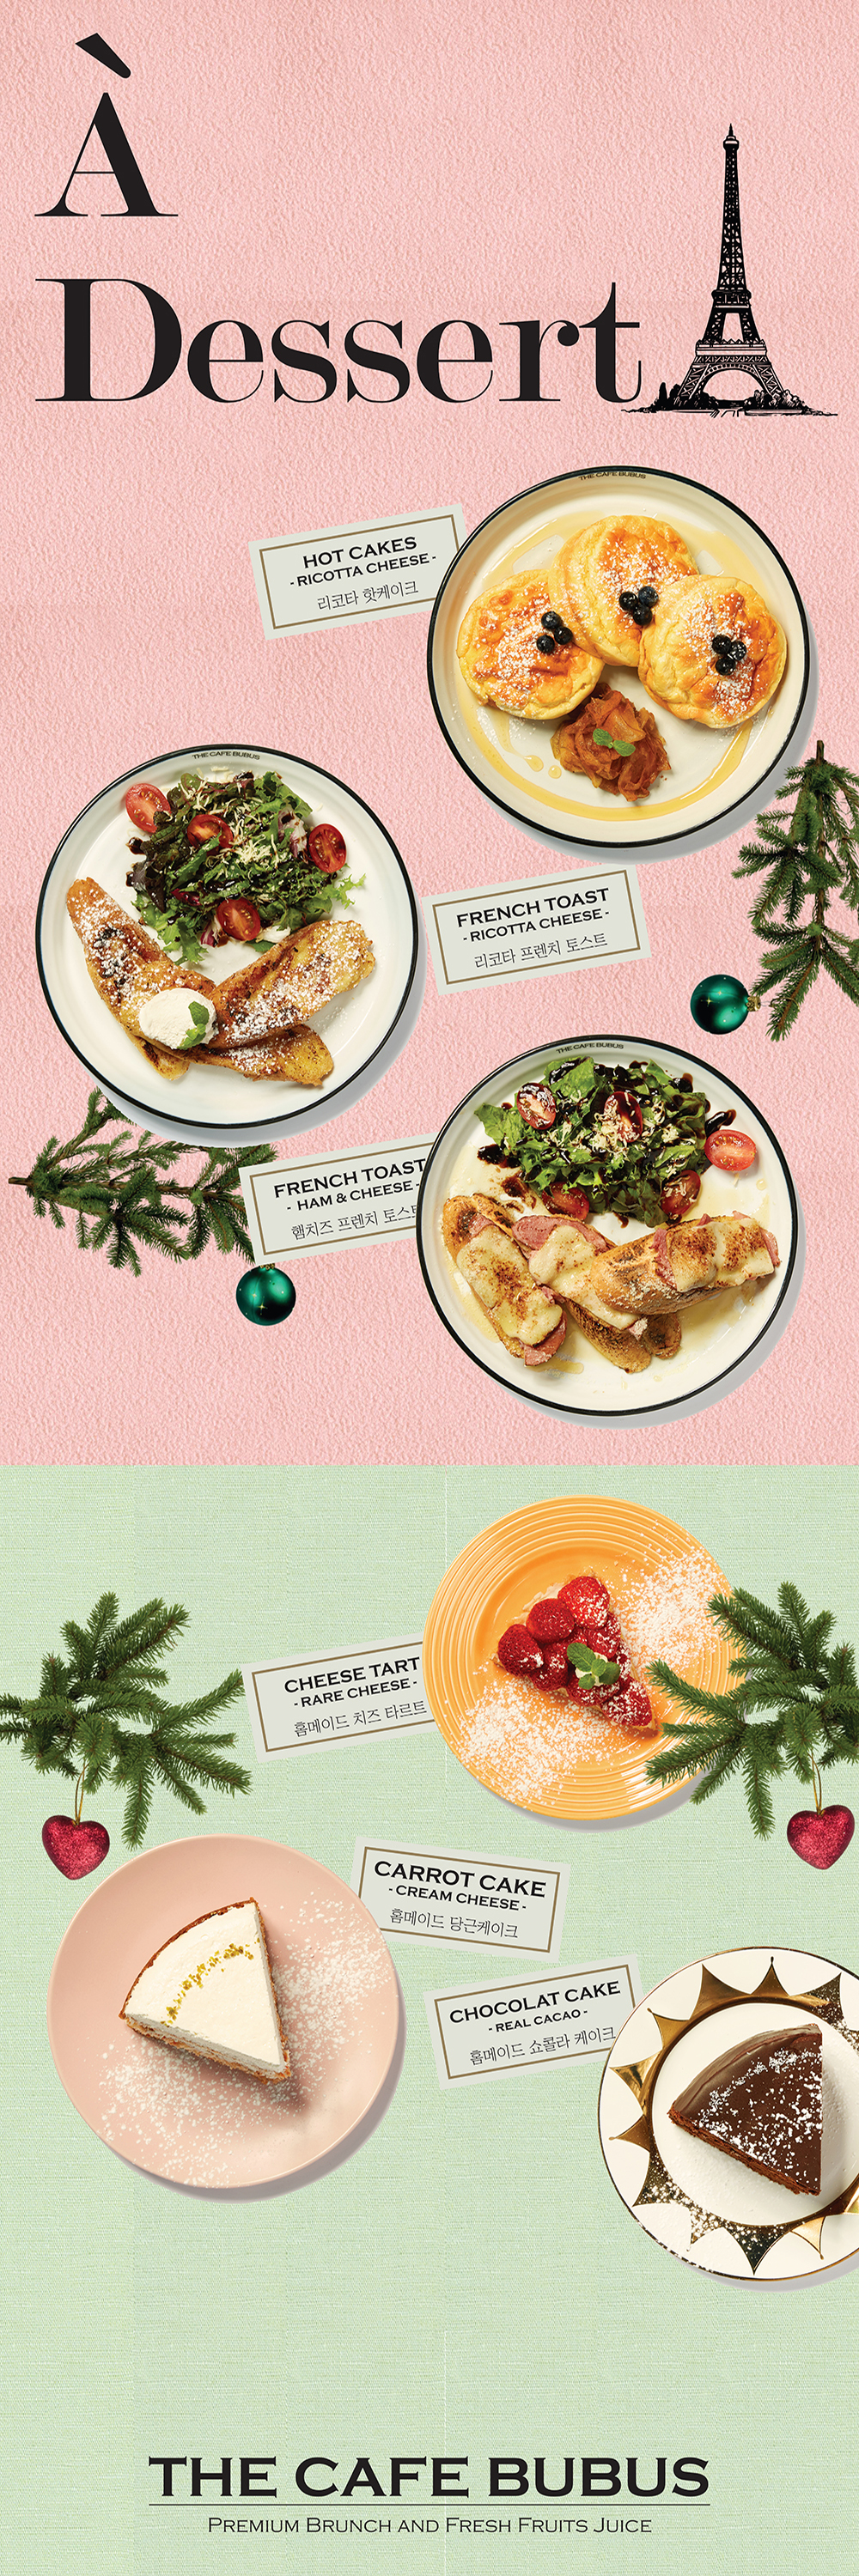 À
Dessert
THE CAFE BUBUS
HOT CAKES
- RICOTTA CHEESE -
리코타 핫케이크
THE CAFE BUBUS
FRENCH TOAST
- RICOTTA CHEESE -
리코타 프렌치 토스트
THE CAFE BUBUS
FRENCH TOAST
- HAM & CHEESE -
햄치즈 프렌치 토스트
CHEESE TART
- RARE CHEESE -
홈메이드 치즈 타르트
CARROT CAKE
- CREAM CHEESE -
홈메이드 당근케이크
CHOCOLAT CAKE
- REAL CACAO -
홈메이드 쇼콜라 케이크
THE CAFE BUBUS
PREMIUM BRUNCH AND FRESH FRUITS JUICE